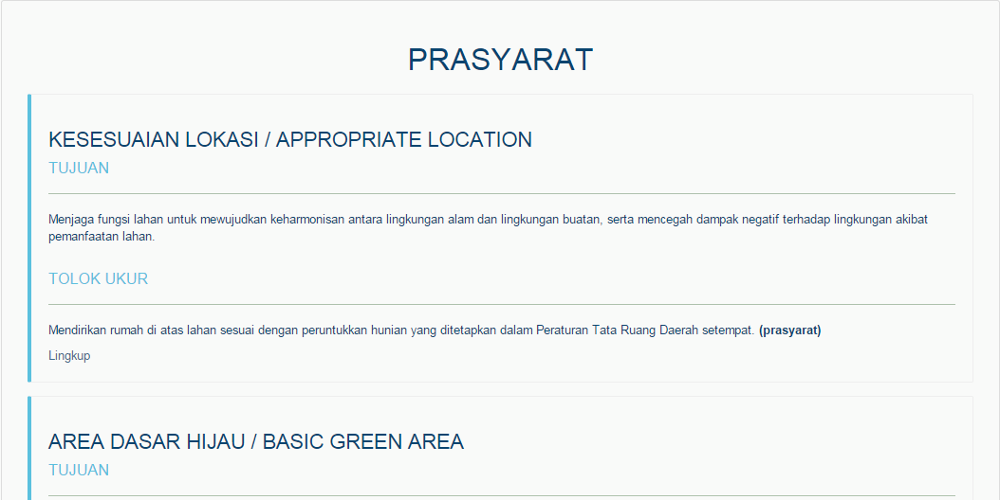 PRASYARAT
KESESUAIAN LOKASI / APPROPRIATE LOCATION
TUJUAN
Menjaga fungsi lahan untuk mewujudkan keharmonisan antara lingkungan alam dan lingkungan buatan, serta mencegah dampak negatif terhadap lingkungan akibat
pemanfaatan lahan.
TOLOK UKUR
Mendirikan rumah di atas lahan sesuai dengan peruntukkan hunian yang ditetapkan dalam Peraturan Tata Ruang Daerah setempat. (prasyarat)
Lingkup
AREA DASAR HIJAU / BASIC GREEN AREA
TUJUAN